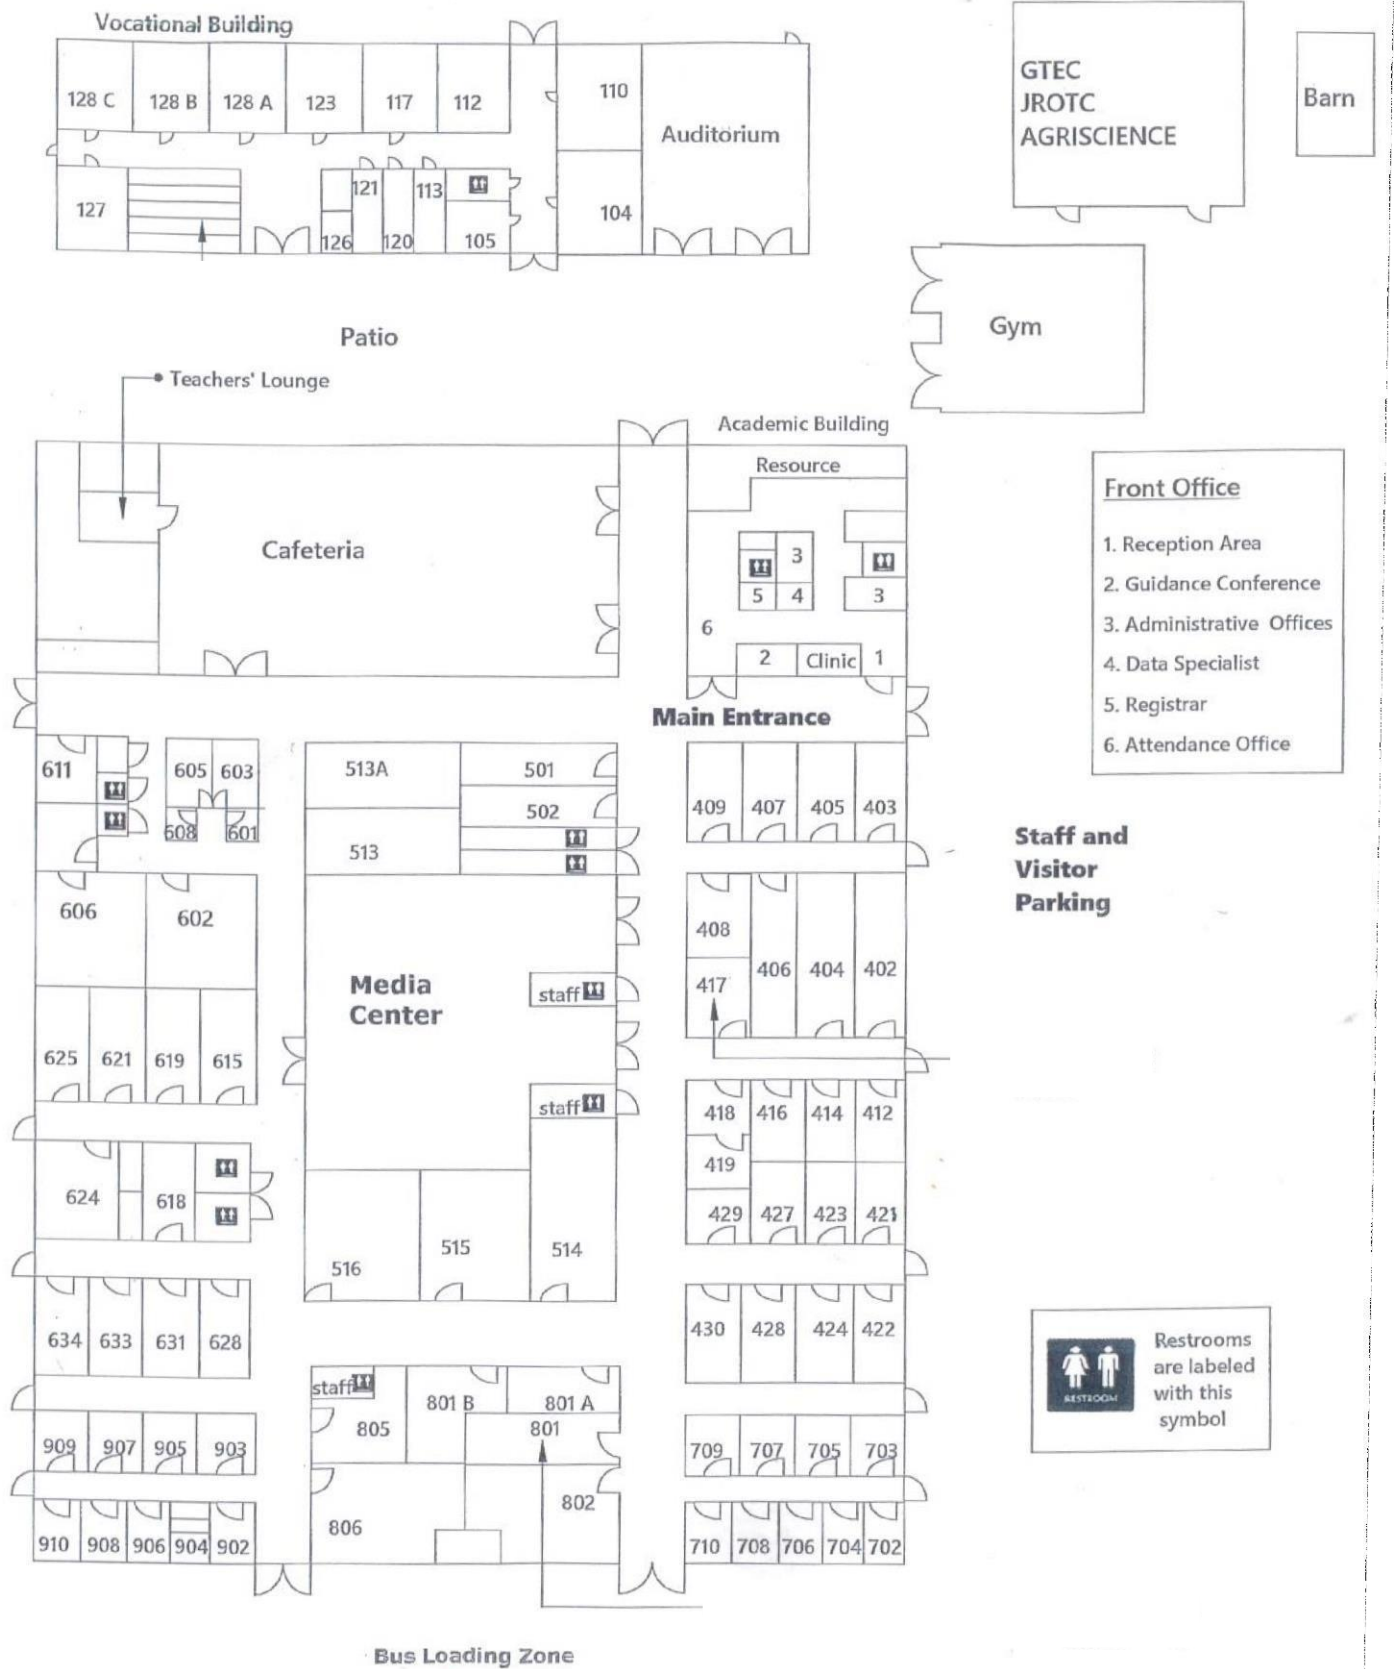 Vocational Building
128 C
128 B
128 A
123
117
112
110
Auditorium
127
121
113
104
126
120
105
GTEC
JROTC
AGRISCIENCE
Barn
Gym
Patio
Teachers' Lounge
Academic Building
Resource
Cafeteria
3
5
4
3
6
2
Clinic
1
Main Entrance
Front Office
1. Reception Area
2. Guidance Conference
3. Administrative Offices
4. Data Specialist
5. Registrar
6. Attendance Office
611
605
603
608
601
513A
501
502
513
409
407
405
403
Staff and
Visitor
Parking
606
602
408
417
406
404
402
Media
Center
staff
staff
625
621
619
615
418
416
414
412
419
429
427
423
421
624
618
516
515
514
634
633
631
628
430
428
424
422
Restrooms
are labeled
with this
symbol
RESTROOM
staff
805
801 B
801 A
801
909
907
905
903
709
707
705
703
806
802
910
908
906
904
902
710
708
706
704
702
Bus Loading Zone